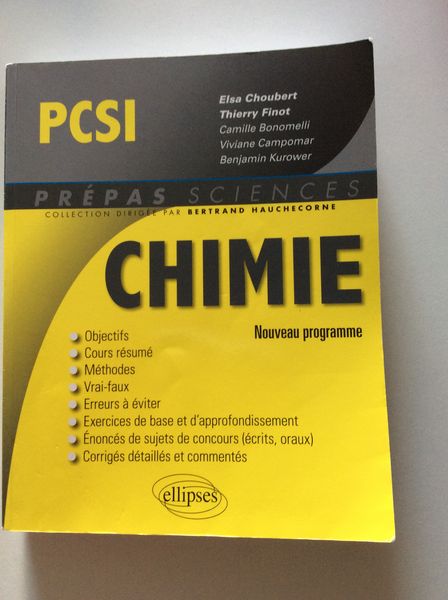 PCSI
Elsa Choubert
Thierry Finot
Camille Bonomelli
Viviane Campomar
Benjamin Kurower
PRÉPAS SCIENCES
COLLECTION DIRIGÉE PAR BERTRAND HAUCHECORNE
CHIMIE
Nouveau programme
Objectifs
Cours résumé
Méthodes
Vrai-faux
Erreurs à éviter
Exercices de base et d'approfondissement
Énoncés de sujets de concours (écrits, oraux)
Corrigés détaillés et commentés
ellipses